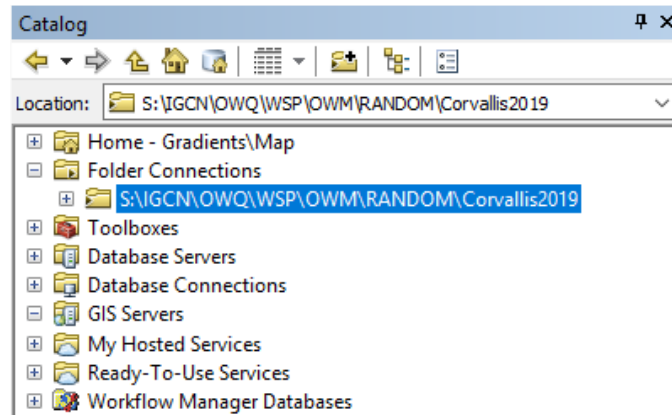 Catalog
Location: S:\IGCN\OWQ\WSP\OWM\RANDOM\Corvallis2019
Home - Gradients\Map
Folder Connections
S:\IGCN\OWQ\WSP\OWM\RANDOM\Corvallis2019
Toolboxes
Database Servers
Database Connections
GIS Servers
My Hosted Services
Ready-To-Use Services
Workflow Manager Databases